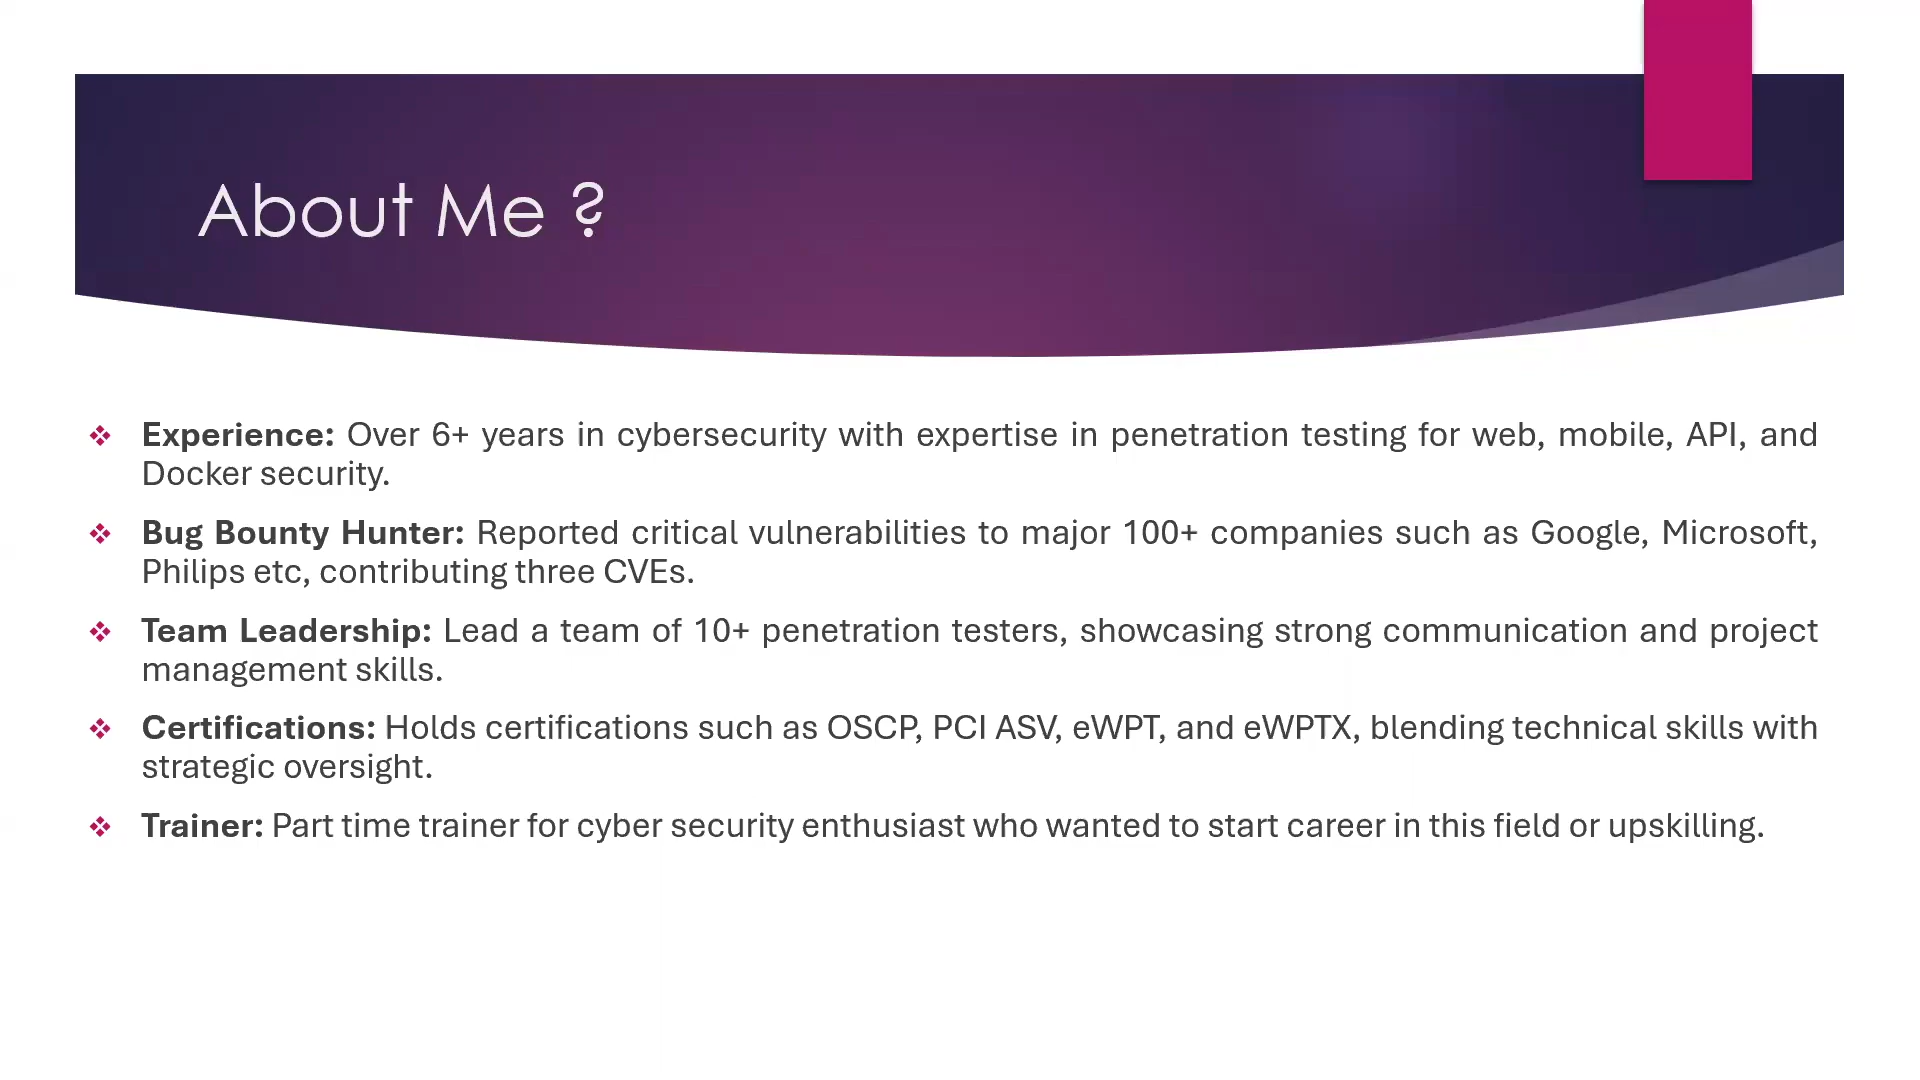 About Me ?
❖ Experience: Over 6+ years in cybersecurity with expertise in penetration testing for web, mobile, API, and
Docker security.
❖ Bug Bounty Hunter: Reported critical vulnerabilities to major 100+ companies such as Google, Microsoft,
Philips etc, contributing three CVEs.
❖ Team Leadership: Lead a team of 10+ penetration testers, showcasing strong communication and project
management skills.
❖ Certifications: Holds certifications such as OSCP, PCI ASV, eWPT, and eWPTX, blending technical skills with
strategic oversight.
❖ Trainer: Part time trainer for cyber security enthusiast who wanted to start career in this field or upskilling.